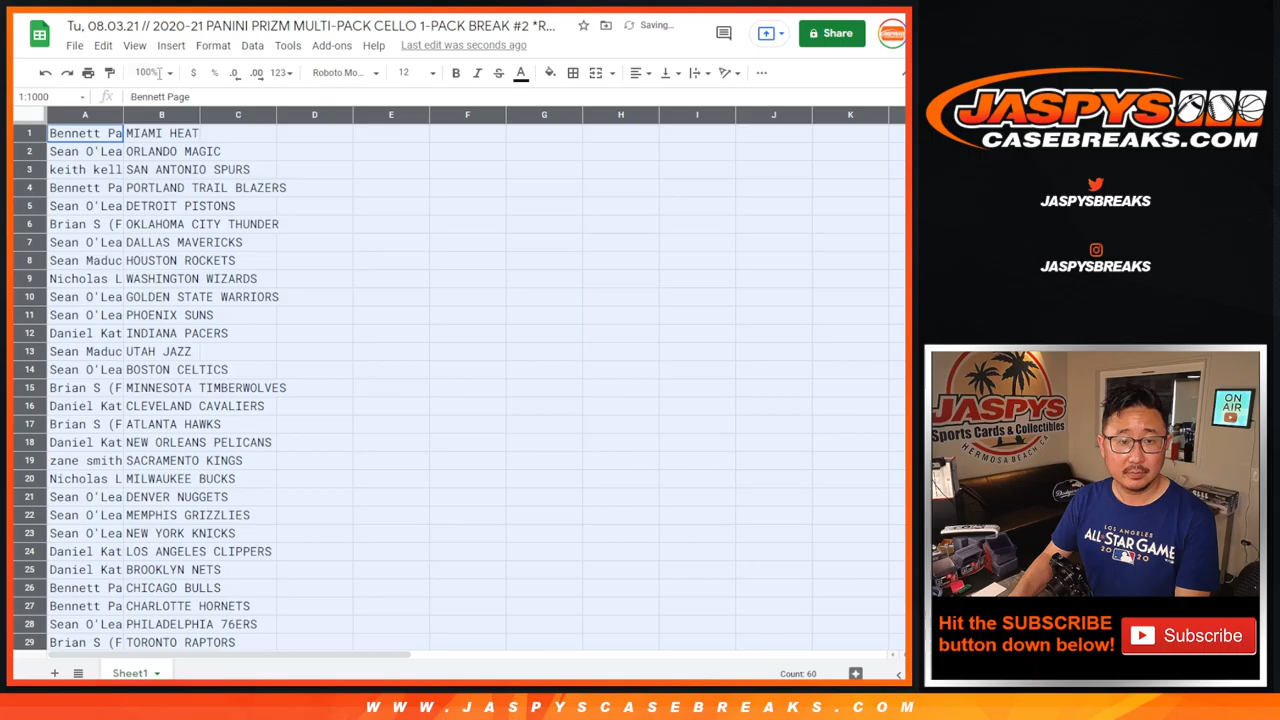 Tu, 08.03.21 // 2020-21 PANINI PRIZM MULTI-PACK CELLO 1-PACK BREAK #2 *R...
Saving...
Share
File Edit View Insert Format Data Tools Add-ons Help Last edit was seconds ago
100% $ % .0 .00 123 Roboto Mo... 12 B I S A
1:1000 fx Bennett Page
A B C D E F G H I J K
1 Bennett Pa MIAMI HEAT
2 Sean O'Lea ORLANDO MAGIC
3 keith kell SAN ANTONIO SPURS
4 Bennett Pa PORTLAND TRAIL BLAZERS
5 Sean O'Lea DETROIT PISTONS
6 Brian S (F OKLAHOMA CITY THUNDER
7 Sean O'Lea DALLAS MAVERICKS
8 Sean Maduc HOUSTON ROCKETS
9 Nicholas L WASHINGTON WIZARDS
10 Sean O'Lea GOLDEN STATE WARRIORS
11 Sean O'Lea PHOENIX SUNS
12 Daniel Kat INDIANA PACERS
13 Sean Maduc UTAH JAZZ
14 Sean O'Lea BOSTON CELTICS
15 Brian S (F MINNESOTA TIMBERWOLVES
16 Daniel Kat CLEVELAND CAVALIERS
17 Brian S (F ATLANTA HAWKS
18 Daniel Kat NEW ORLEANS PELICANS
19 zane smith SACRAMENTO KINGS
20 Nicholas L MILWAUKEE BUCKS
21 Sean O'Lea DENVER NUGGETS
22 Sean O'Lea MEMPHIS GRIZZLIES
23 Sean O'Lea NEW YORK KNICKS
24 Daniel Kat LOS ANGELES CLIPPERS
25 Daniel Kat BROOKLYN NETS
26 Bennett Pa CHICAGO BULLS
27 Bennett Pa CHARLOTTE HORNETS
28 Sean O'Lea PHILADELPHIA 76ERS
29 Brian S (F TORONTO RAPTORS
Sheet1
Count: 60
JASPYS
CASEBREAKS.COM
JASPYSBREAKS
JASPYSBREAKS
JASPYS
Sports Cards & Collectibles
HERMOSA BEACH CA
ON
AIR
Dodgers
LOS ANGELES
ALL-STAR GAME
2020
Hit the SUBSCRIBE
button down below!
Subscribe
WWW.JASPYSCASEBREAKS.COM